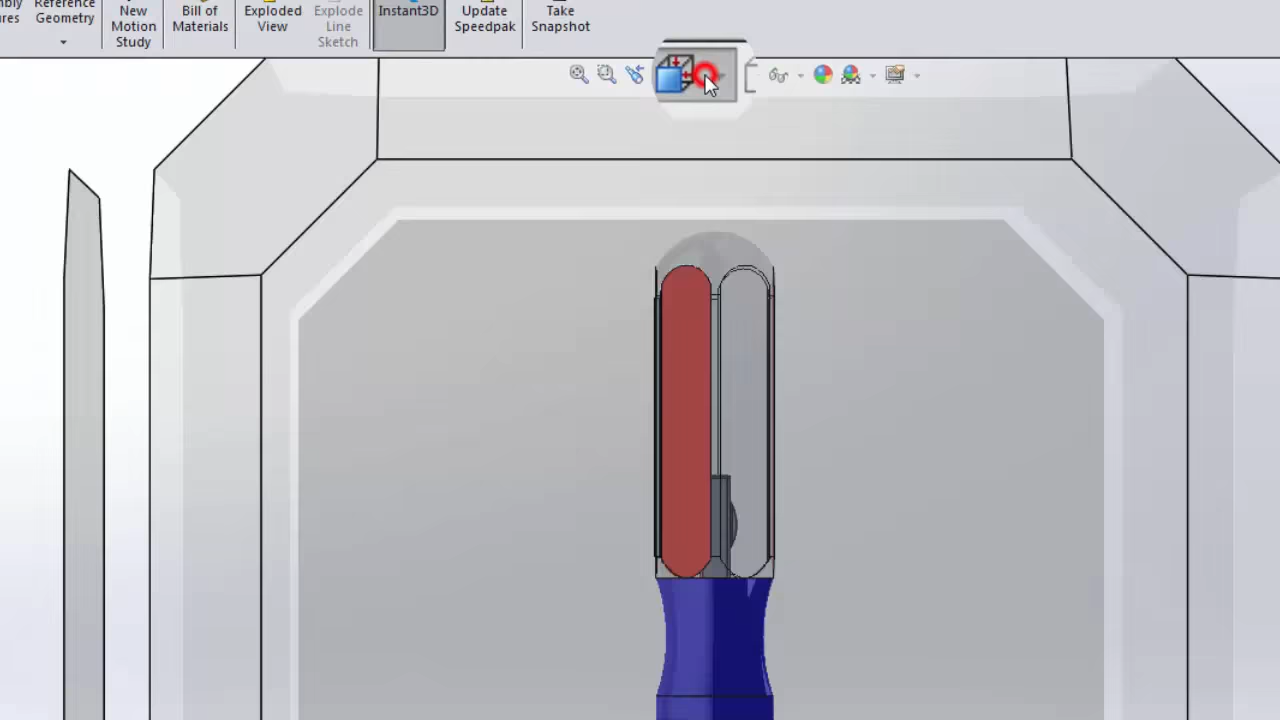 Reference
Geometry
New
Motion
Study
Bill of
Materials
Exploded
View
Explode
Line
Sketch
Instant3D
Update
Speedpak
Take
Snapshot